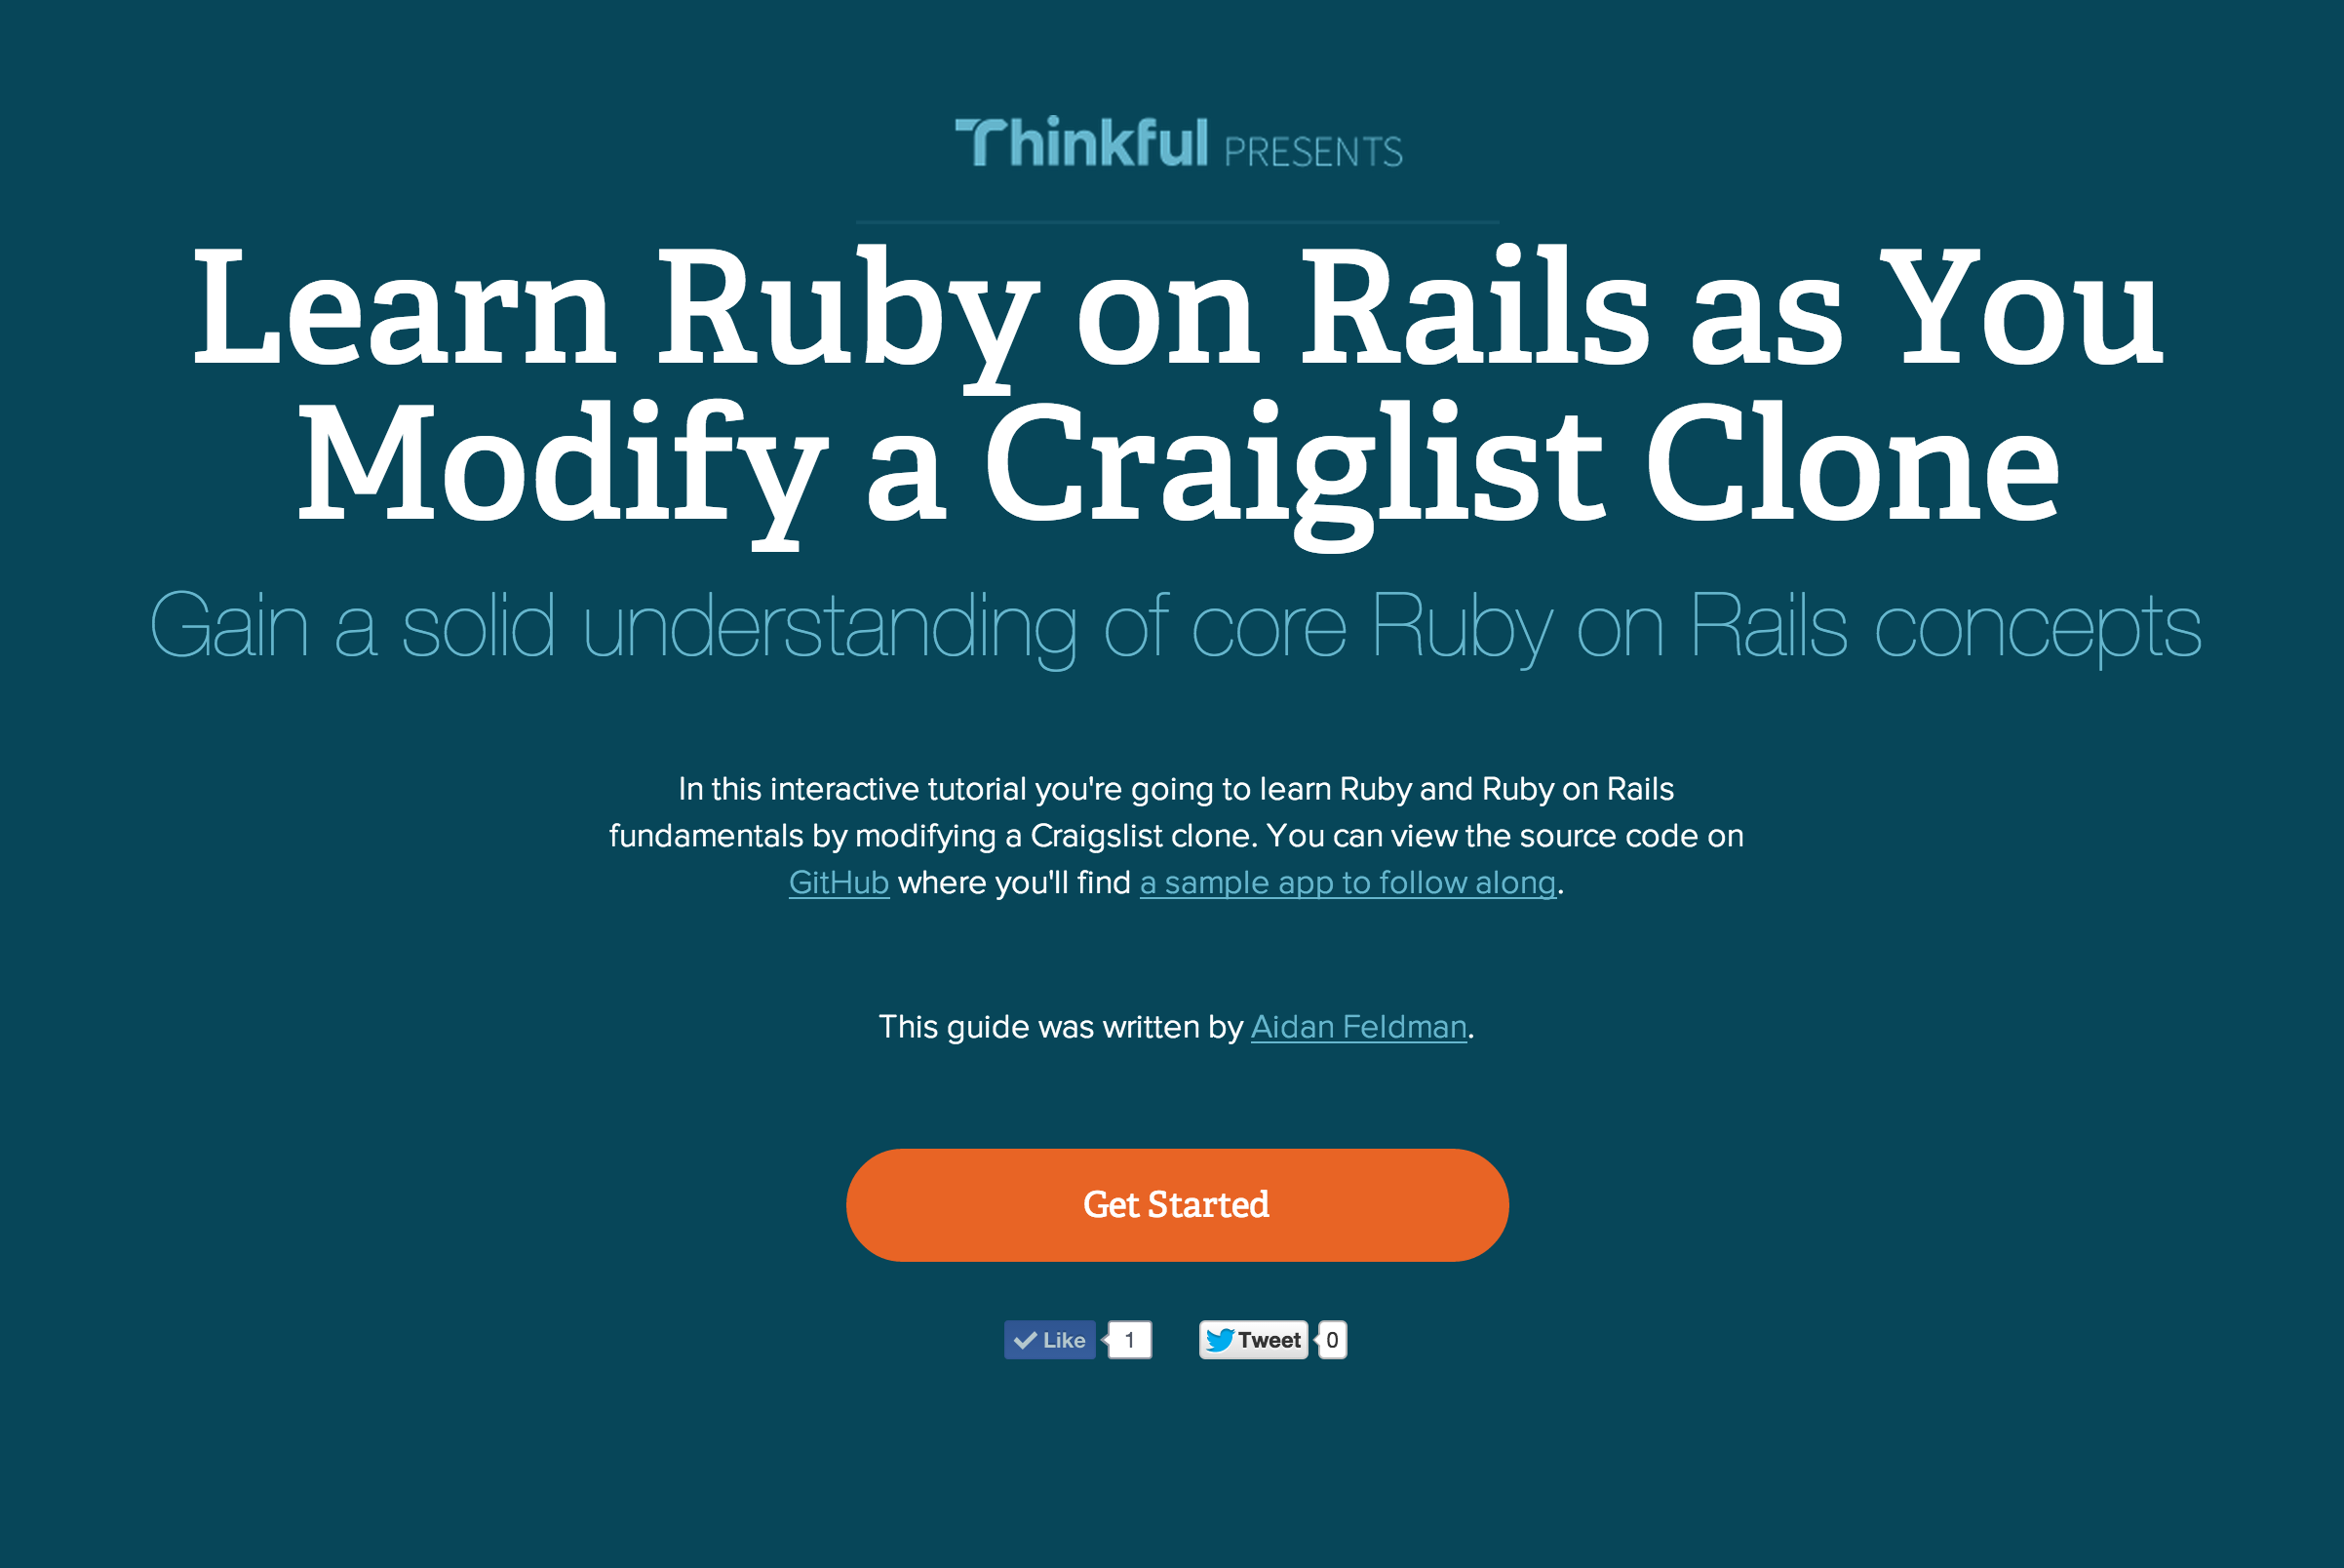 Thinkful PRESENTS
Learn Ruby on Rails as You
Modify a Craiglist Clone
Gain a solid understanding of core Ruby on Rails concepts
In this interactive tutorial you're going to learn Ruby and Ruby on Rails
fundamentals by modifying a Craigslist clone. You can view the source code on
GitHub where you'll find a sample app to follow along.
This guide was written by Aidan Feldman.
Get Started
Like 1 Tweet 0